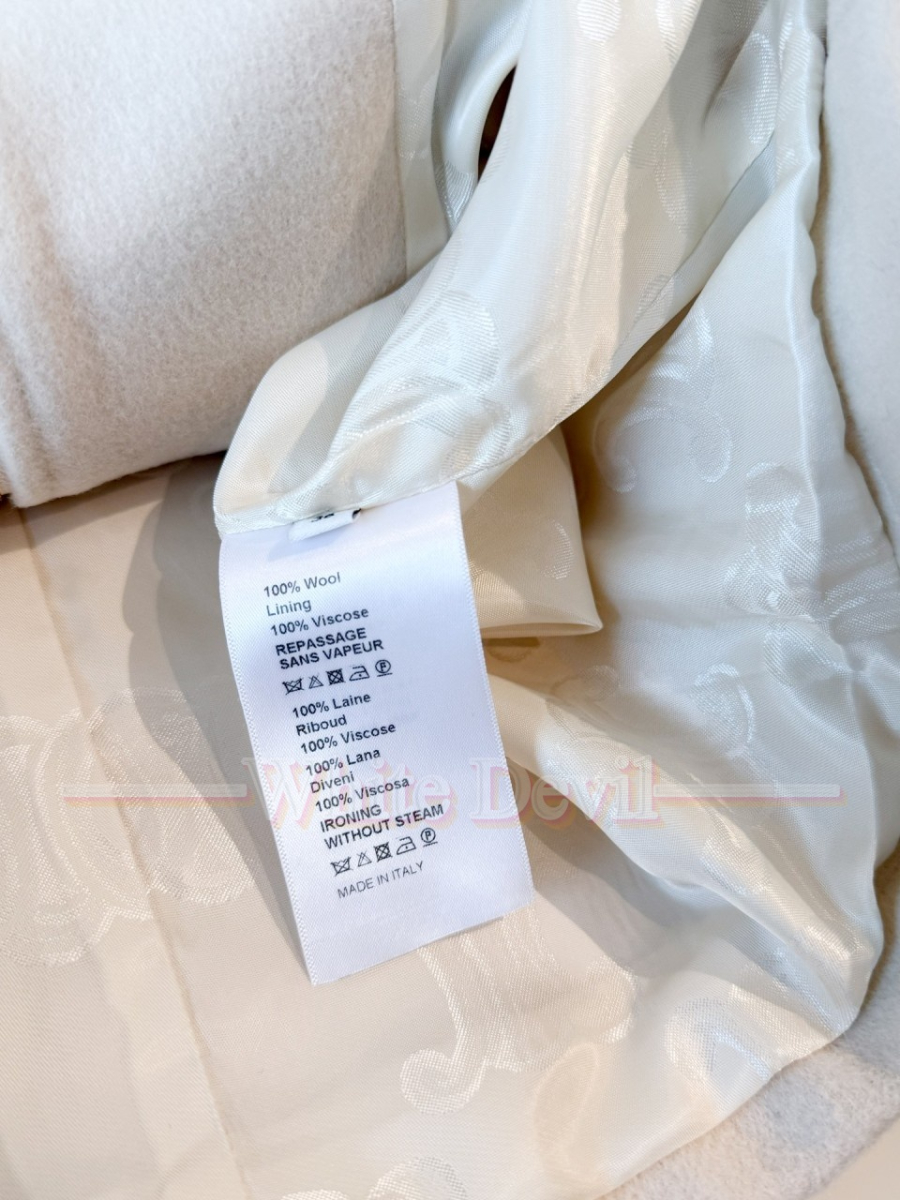 100% Wool
Lining
100% Viscose
REPASSAGE
SANS VAPEUR
100% Laine
Riboud
100% Viscose
100% Lana
Diveni
100% Viscosa
IRONING
WITHOUT STEAM
MADE IN ITALY
White Devil